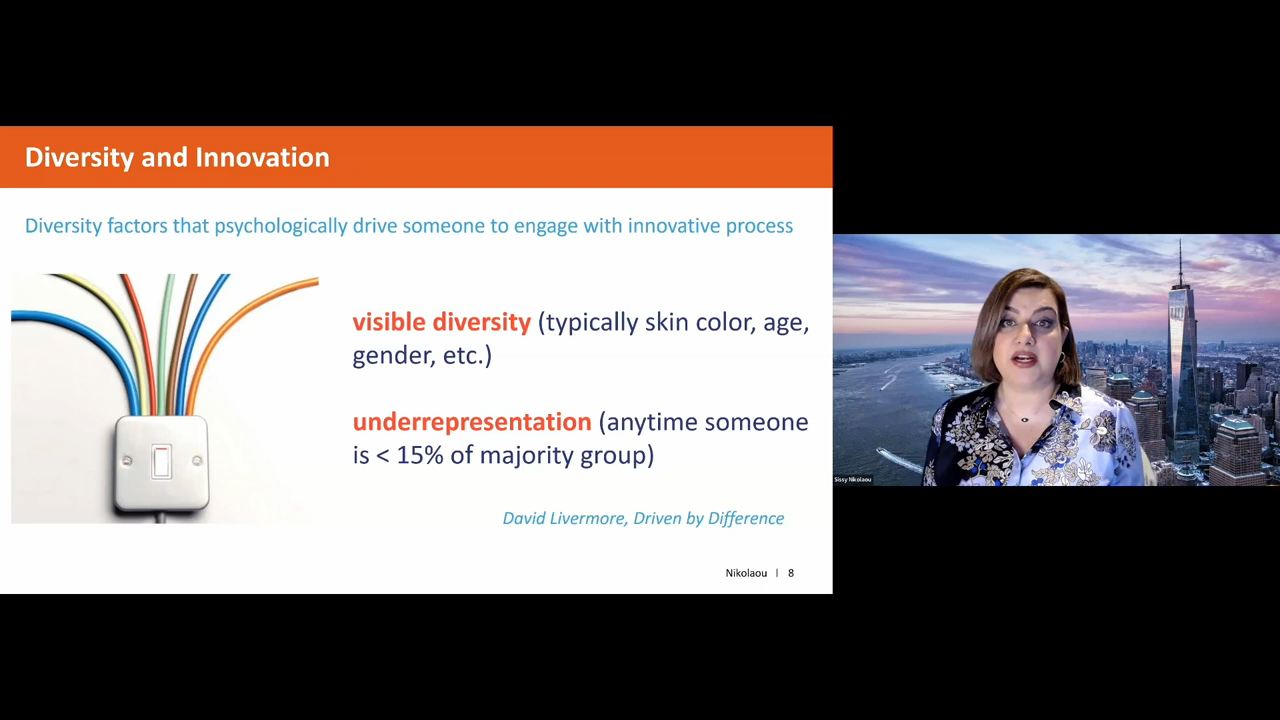 Diversity and Innovation
Diversity factors that psychologically drive someone to engage with innovative process
visible diversity (typically skin color, age,
gender, etc.)
underrepresentation (anytime someone
is < 15% of majority group)
David Livermore, Driven by Difference
Nikolaou | 8
Sissy Nikolaou